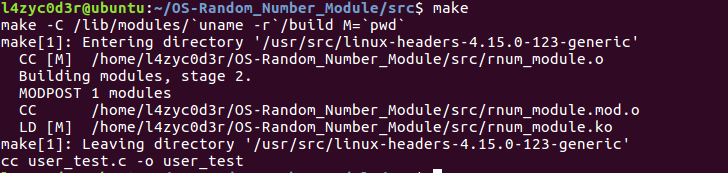 l4zyc0d3r@ubuntu:~/OS-Random_Number_Module/src$ make
make -C /lib/modules/`uname -r`/build M=`pwd`
make[1]: Entering directory '/usr/src/linux-headers-4.15.0-123-generic'
  CC [M]  /home/l4zyc0d3r/OS-Random_Number_Module/src/rnum_module.o
  Building modules, stage 2.
  MODPOST 1 modules
  CC      /home/l4zyc0d3r/OS-Random_Number_Module/src/rnum_module.mod.o
  LD [M]  /home/l4zyc0d3r/OS-Random_Number_Module/src/rnum_module.ko
make[1]: Leaving directory '/usr/src/linux-headers-4.15.0-123-generic'
cc user_test.c -o user_test